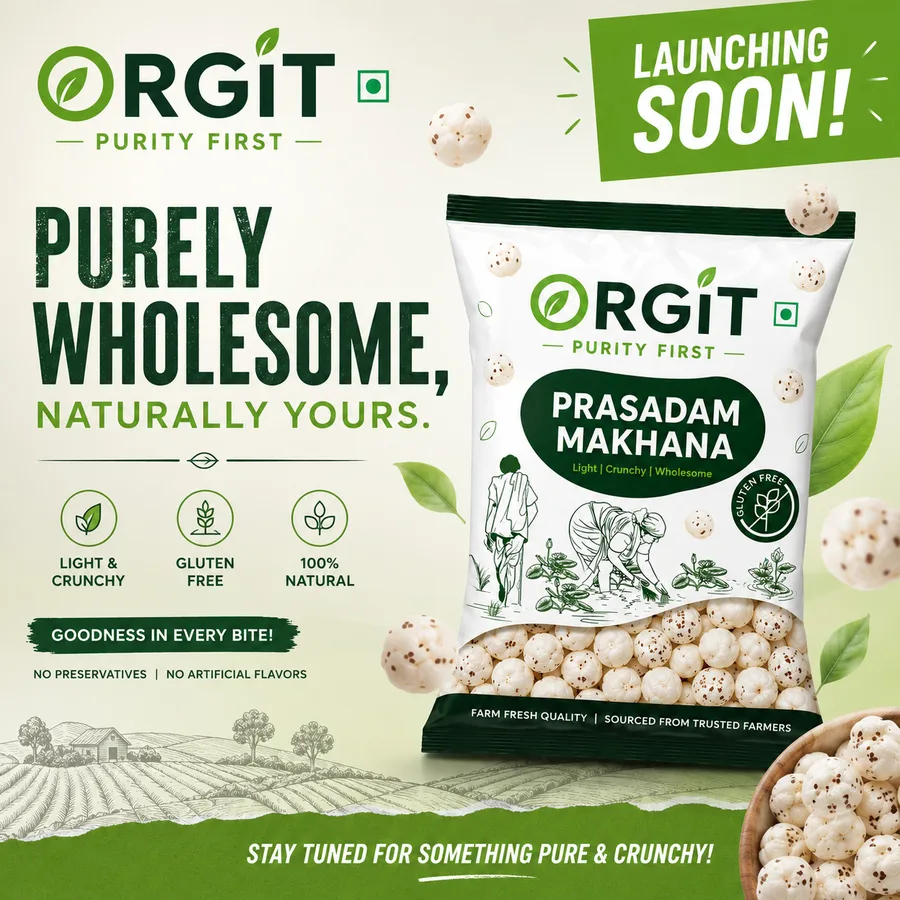 ORGiT
PURITY FIRST
LAUNCHING
SOON!
PURELY
WHOLESOME,
NATURALLY YOURS.
LIGHT &
CRUNCHY
GLUTEN
FREE
100%
NATURAL
GOODNESS IN EVERY BITE!
NO PRESERVATIVES | NO ARTIFICIAL FLAVORS
ORGiT
PURITY FIRST
PRASADAM
MAKHANA
Light | Crunchy | Wholesome
GLUTEN FREE
FARM FRESH QUALITY | SOURCED FROM TRUSTED FARMERS
STAY TUNED FOR SOMETHING PURE & CRUNCHY!